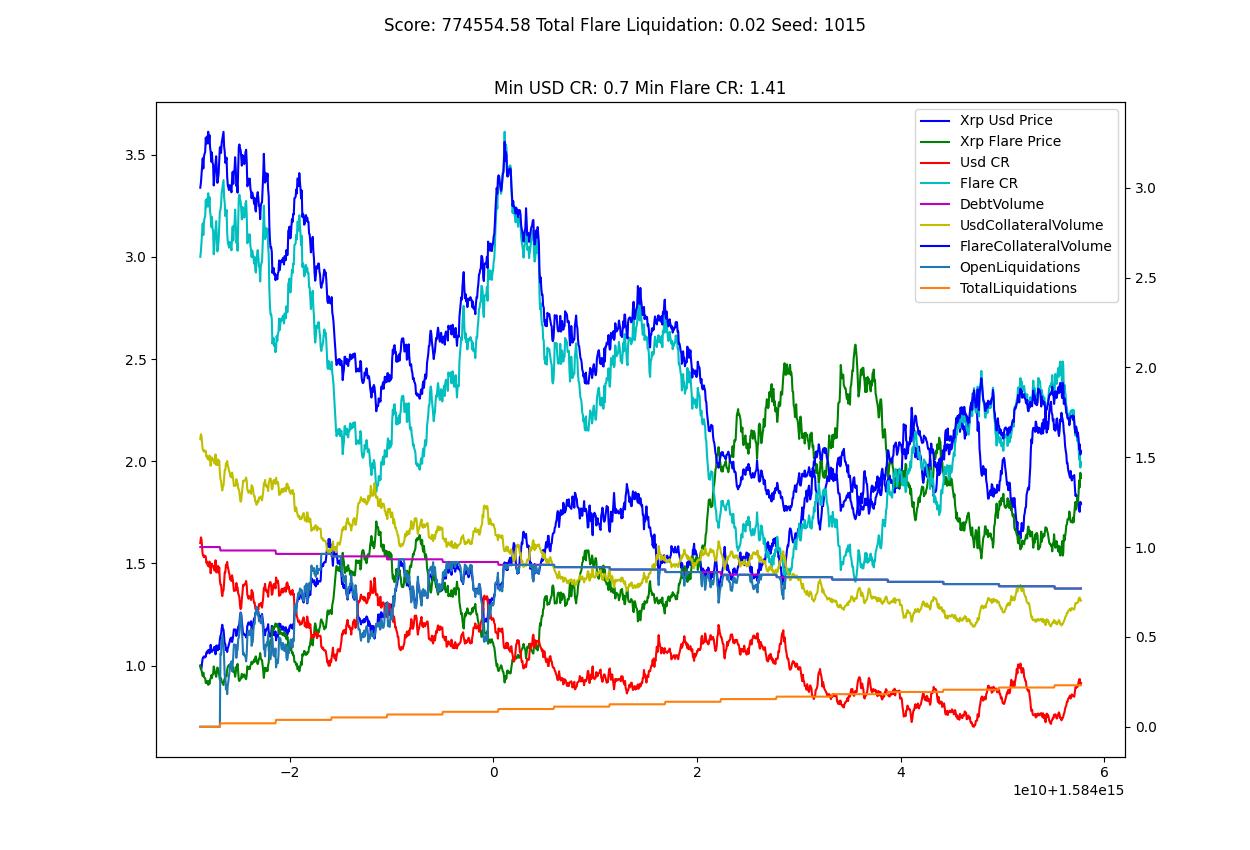 Score: 774554.58 Total Flare Liquidation: 0.02 Seed: 1015
Min USD CR: 0.7 Min Flare CR: 1.41
Xrp Usd Price
Xrp Flare Price
Usd CR
Flare CR
DebtVolume
UsdCollateralVolume
FlareCollateralVolume
OpenLiquidations
TotalLiquidations
3.5
3.0
2.5
2.0
1.5
1.0
3.0
2.5
2.0
1.5
1.0
0.5
0.0
−2 0 2 4 6
1e10+1.584e15